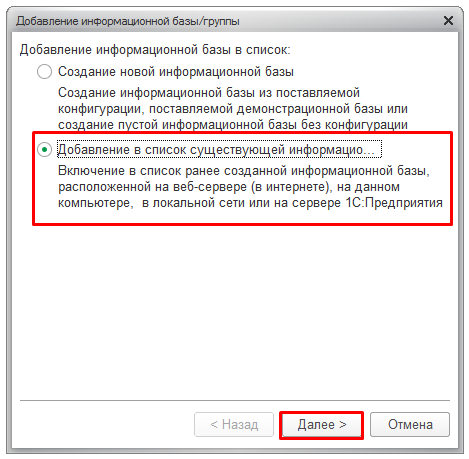 Добавление информационной базы/группы
Добавление информационной базы в список:
Создание новой информационной базы
Создание информационной базы из поставляемой
конфигурации, поставляемой демонстрационной базы или
создание пустой информационной базы без конфигурации
Добавление в список существующей информацио...
Включение в список ранее созданной информационной базы,
расположенной на веб-сервере (в интернете), на данном
компьютере, в локальной сети или на сервере 1С:Предприятия
< Назад
Далее >
Отмена